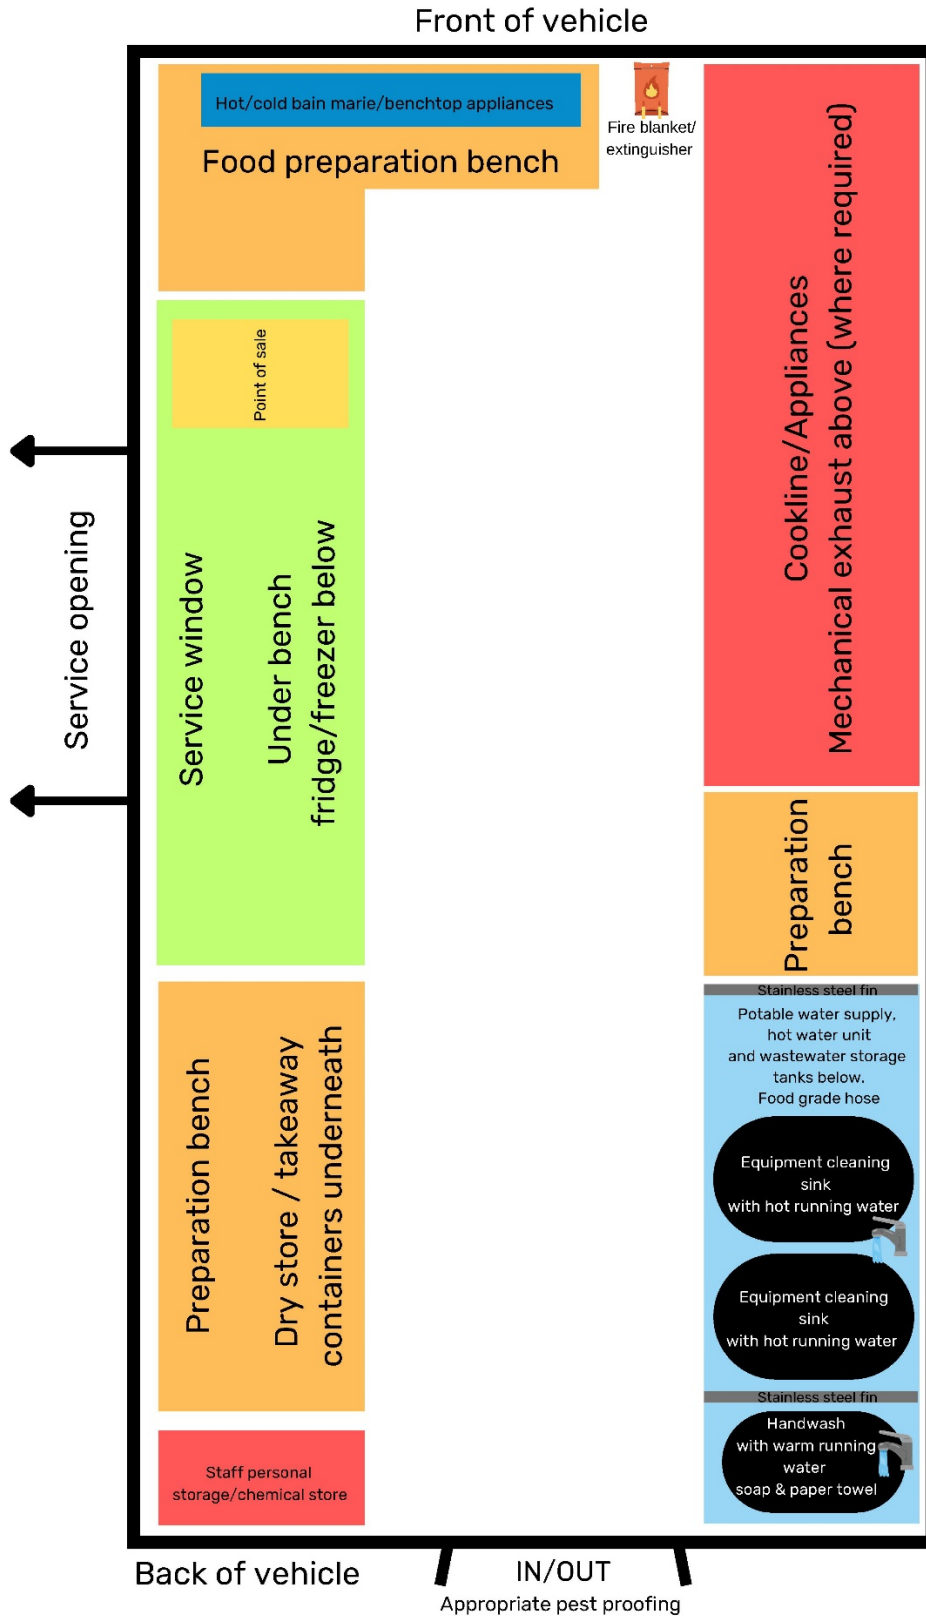 Front of vehicle
Hot/cold bain marie/benchtop appliances
Food preparation bench
Fire blanket/
extinguisher
Cookline/Appliances
Mechanical exhaust above (where required)
Point of sale
Service opening
Service window
Under bench
fridge/freezer below
Preparation
bench
Stainless steel fin
Potable water supply,
hot water unit
and wastewater storage
tanks below.
Food grade hose
Equipment cleaning
sink
with hot running water
Equipment cleaning
sink
with hot running water
Preparation bench
Dry store / takeaway
containers underneath
Stainless steel fin
Handwash
with warm running
water
soap & paper towel
Staff personal
storage/chemical store
Back of vehicle
IN/OUT
Appropriate pest proofing